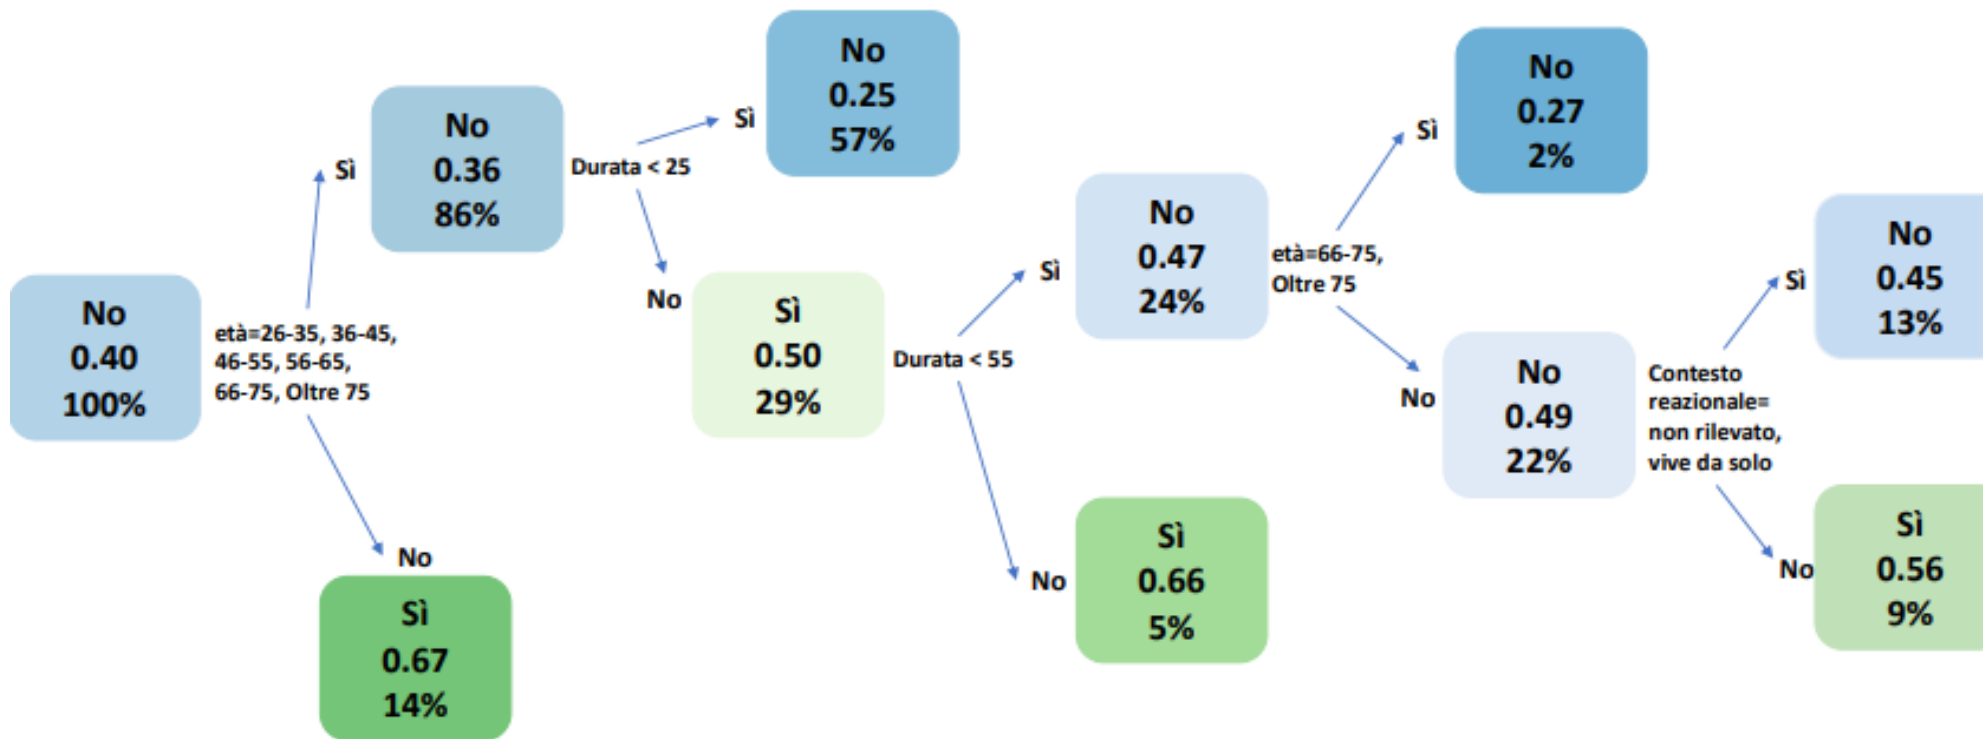 No
0.40
100%
età=26-35, 36-45,
46-55, 56-65,
66-75, Oltre 75
Sì
No
0.36
86%
No
Sì
0.67
14%
Durata < 25
Sì
No
0.25
57%
No
Sì
0.50
29%
Durata < 55
Sì
No
0.47
24%
No
Sì
0.66
5%
età=66-75,
Oltre 75
Sì
No
0.27
2%
No
No
0.49
22%
Contesto
reazionale=
non rilevato,
vive da solo
Sì
No
0.45
13%
No
Sì
0.56
9%